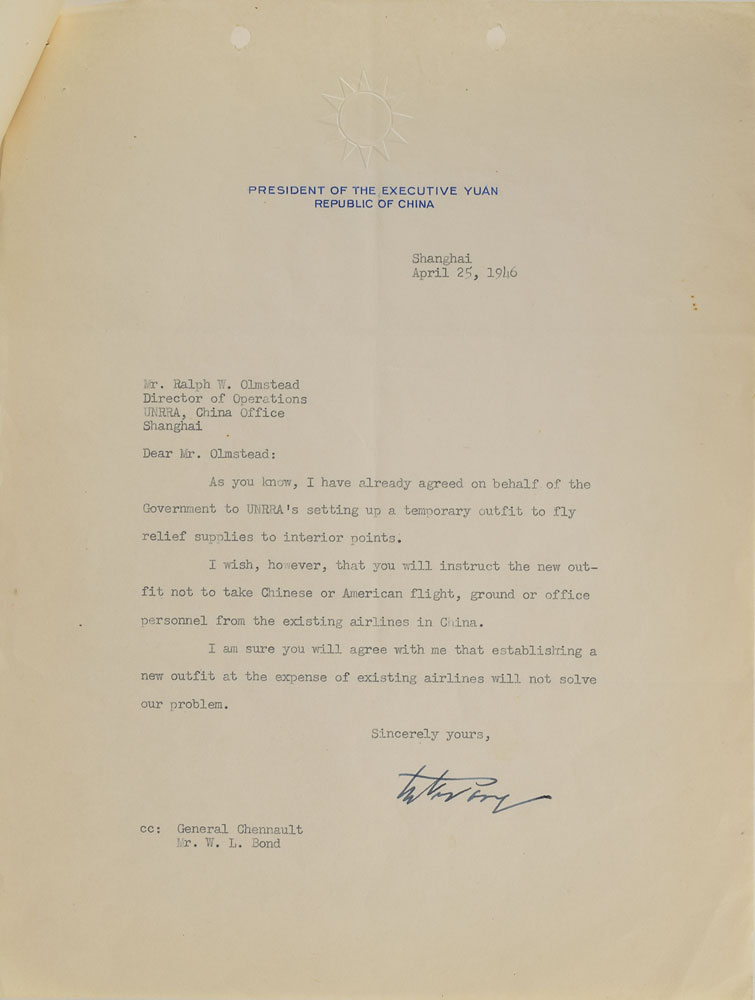 PRESIDENT OF THE EXECUTIVE YUAN
REPUBLIC OF CHINA
Shanghai
April 25, 1946
Mr. Ralph W. Olmstead
Director of Operations
UNRRA, China Office
Shanghai
Dear Mr. Olmstead:
As you know, I have already agreed on behalf of the
Government to UNRRA's setting up a temporary outfit to fly
relief supplies to interior points.
I wish, however, that you will instruct the new out-
fit not to take Chinese or American flight, ground or office
personnel from the existing airlines in China.
I am sure you will agree with me that establishing a
new outfit at the expense of existing airlines will not solve
our problem.
Sincerely yours,
cc: General Chennault
Mr. W. L. Bond